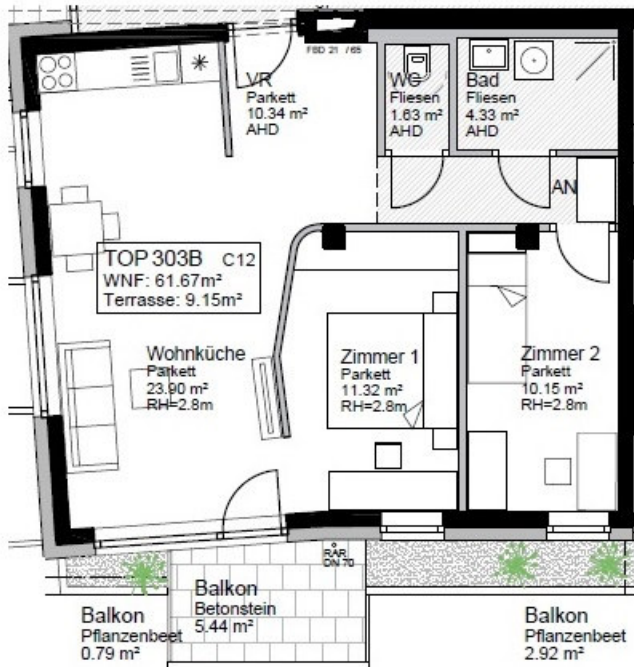 FBD 21 / 65
VR
Parkett
10.34 m²
AHD
WC
Fliesen
1.63 m²
AHD
Bad
Fliesen
4.33 m²
AHD
AN
TOP 303B C12
WNF: 61.67m²
Terrasse: 9.15m²
Wohnküche
Parkett
23.90 m²
RH=2.8m
Zimmer 1
Parkett
11.32 m²
RH=2.8m
Zimmer 2
Parkett
10.15 m²
RH=2.8m
RAR
DN 70
Balkon
Betonstein
5.44 m²
Balkon
Pflanzenbeet
0.79 m²
Balkon
Pflanzenbeet
2.92 m²